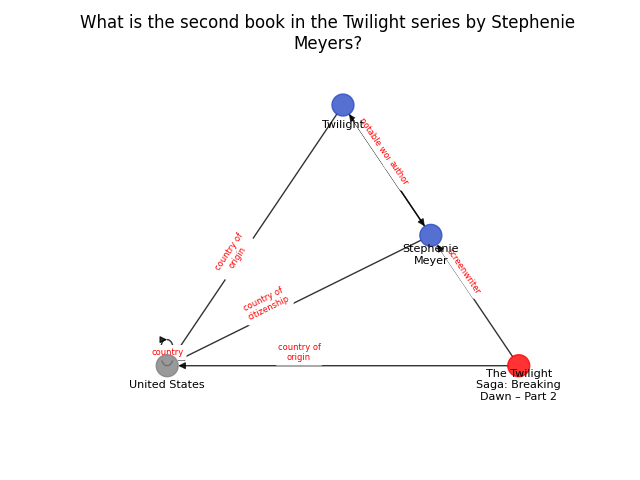 What is the second book in the Twilight series by Stephenie
Meyers?
Twilight
notable wor
author
Stephenie
Meyer
screenwriter
country of
origin
country of
citizenship
country
country of
origin
United States
The Twilight
Saga: Breaking
Dawn – Part 2